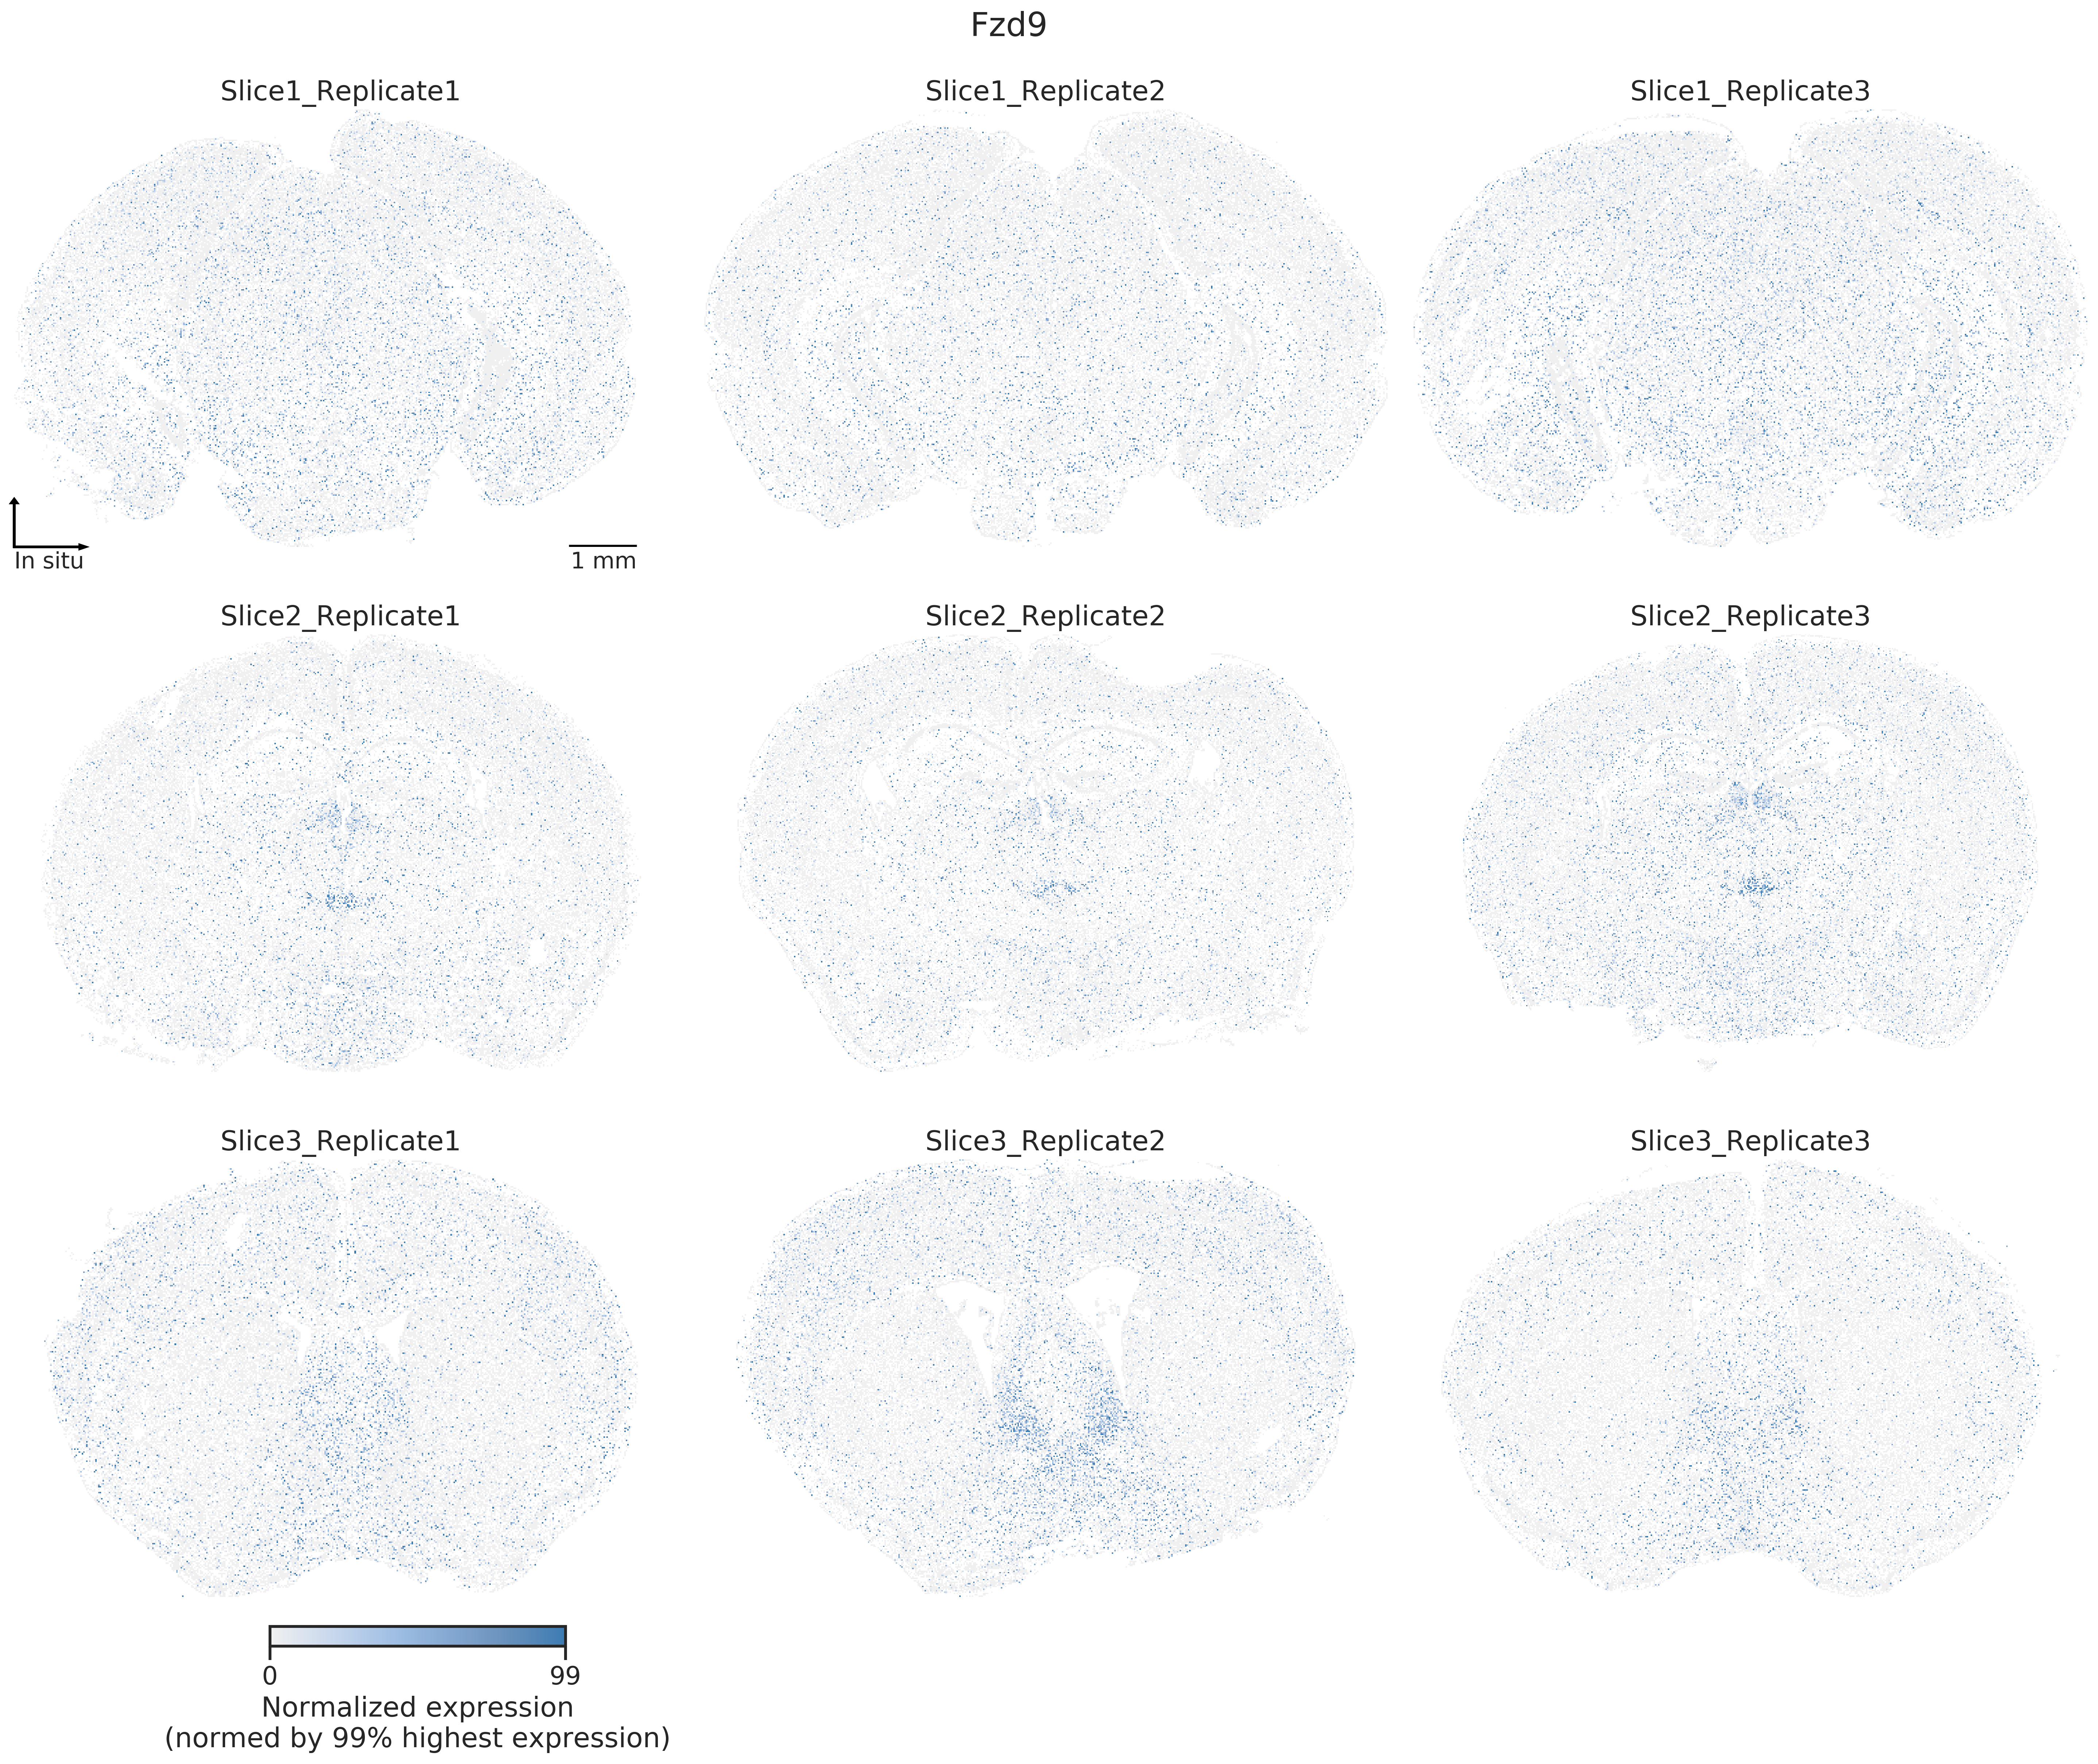 Fzd9
Slice1_Replicate1
Slice1_Replicate2
Slice1_Replicate3
In situ
1 mm
Slice2_Replicate1
Slice2_Replicate2
Slice2_Replicate3
Slice3_Replicate1
Slice3_Replicate2
Slice3_Replicate3
0
99
Normalized expression
(normed by 99% highest expression)